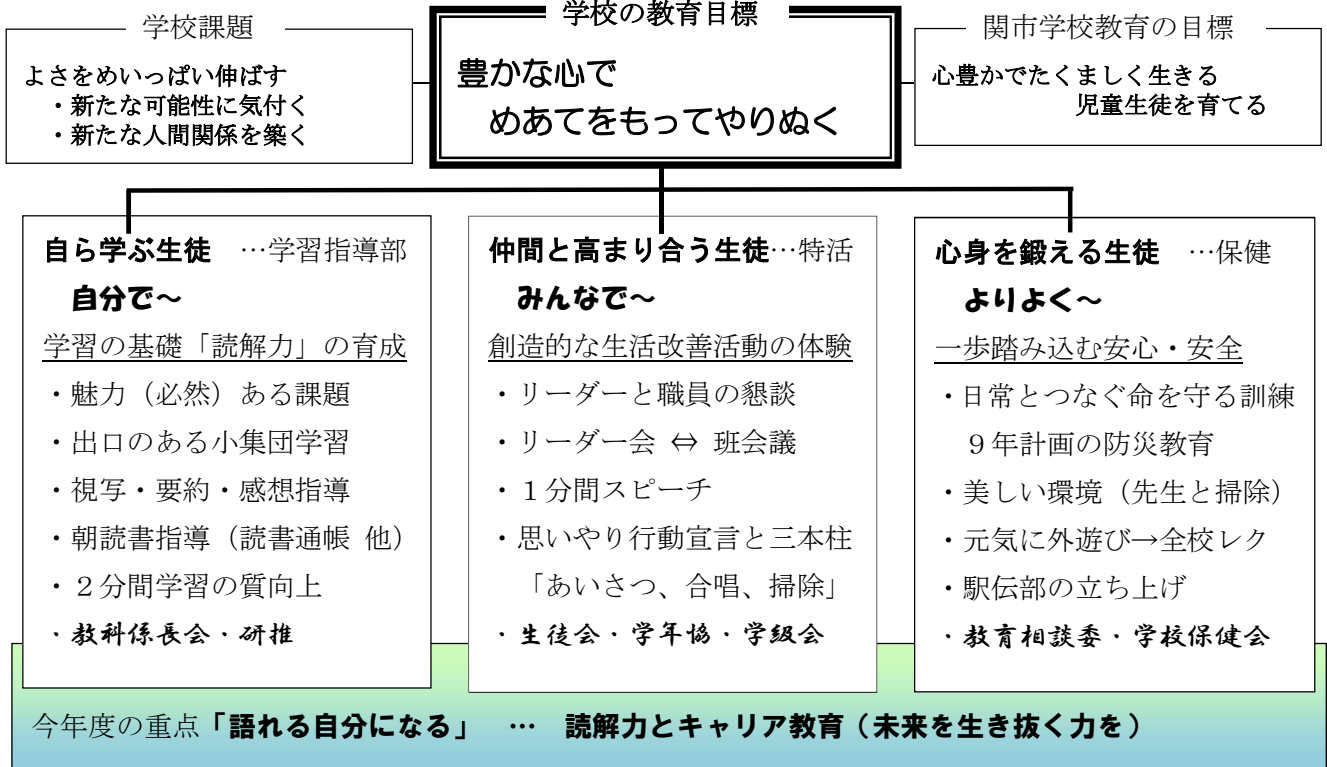 学校課題
よさをめいっぱい伸ばす
・新たな可能性に気付く
・新たな人間関係を築く
学校の教育目標
豊かな心で
めあてをもってやりぬく
関市学校教育の目標
心豊かでたくましく生きる
児童生徒を育てる
自ら学ぶ生徒 …学習指導部
自分で～
学習の基礎「読解力」の育成
・魅力（必然）ある課題
・出口のある小集団学習
・視写・要約・感想指導
・朝読書指導（読書通帳 他）
・２分間学習の質向上
・教科係長会・研推
仲間と高まり合う生徒…特活
みんなで～
創造的な生活改善活動の体験
・リーダーと職員の懇談
・リーダー会 ⇔ 班会議
・１分間スピーチ
・思いやり行動宣言と三本柱
「あいさつ、合唱、掃除」
・生徒会・学年協・学級会
心身を鍛える生徒 …保健
よりよく～
一歩踏み込む安心・安全
・日常とつなぐ命を守る訓練
９年計画の防災教育
・美しい環境（先生と掃除）
・元気に外遊び→全校レク
・駅伝部の立ち上げ
・教育相談委・学校保健会
今年度の重点「語れる自分になる」 … 読解力とキャリア教育（未来を生き抜く力を）